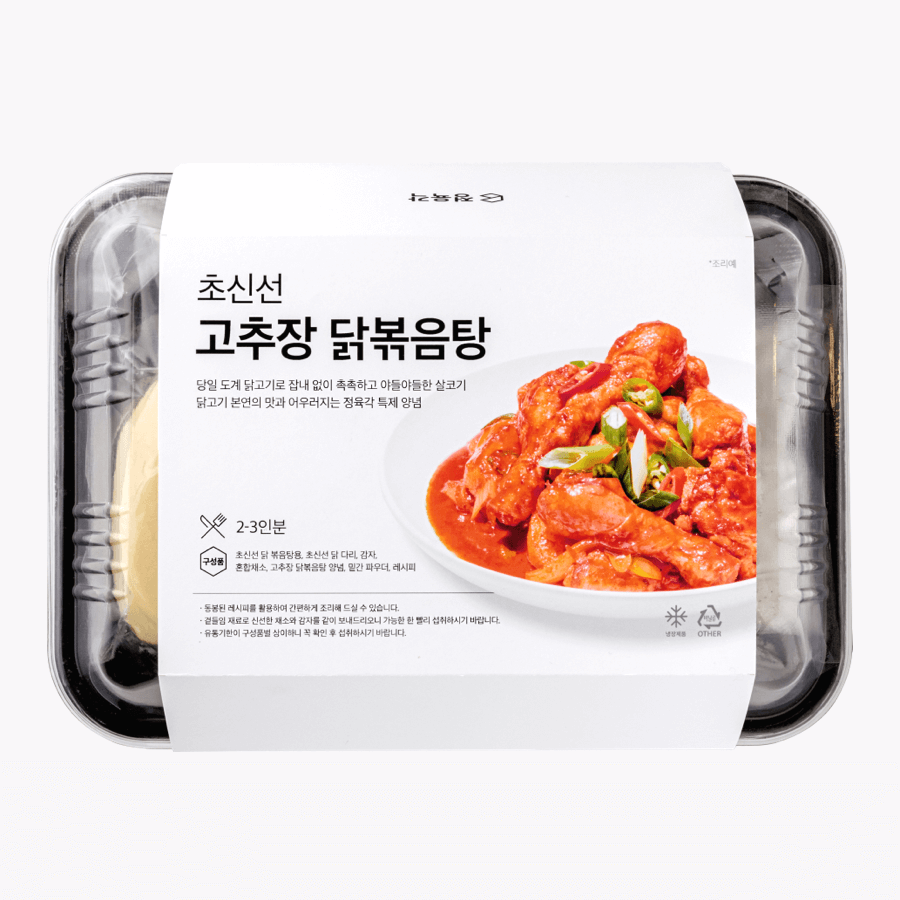 정육각
*조리예
초신선
고추장 닭볶음탕
당일 도계 닭고기로 잡내 없이 촉촉하고 야들야들한 살코기
닭고기 본연의 맛과 어우러지는 정육각 특제 양념
2-3인분
구성품
초신선 닭 볶음탕용, 초신선 닭 다리, 감자,
혼합채소, 고추장 닭볶음탕 양념, 밑간 파우더, 레시피
· 동봉된 레시피를 활용하여 간편하게 조리해 드실 수 있습니다.
· 곁들임 재료로 신선한 채소와 감자를 같이 보내드리오니 가능한 한 빨리 섭취하시기 바랍니다.
· 유통기한이 구성품별 상이하니 꼭 확인 후 섭취하시기 바랍니다.
냉장제품
OTHER